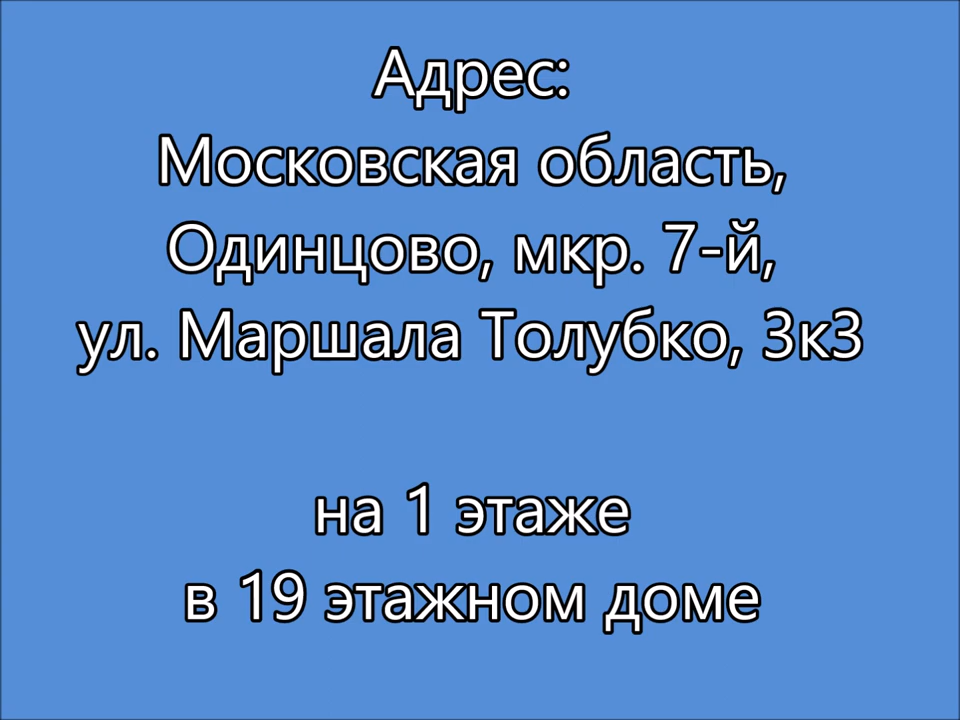 Адрес:
Московская область,
Одинцово, мкр. 7-й,
ул. Маршала Толубко, 3к3
на 1 этаже
в 19 этажном доме